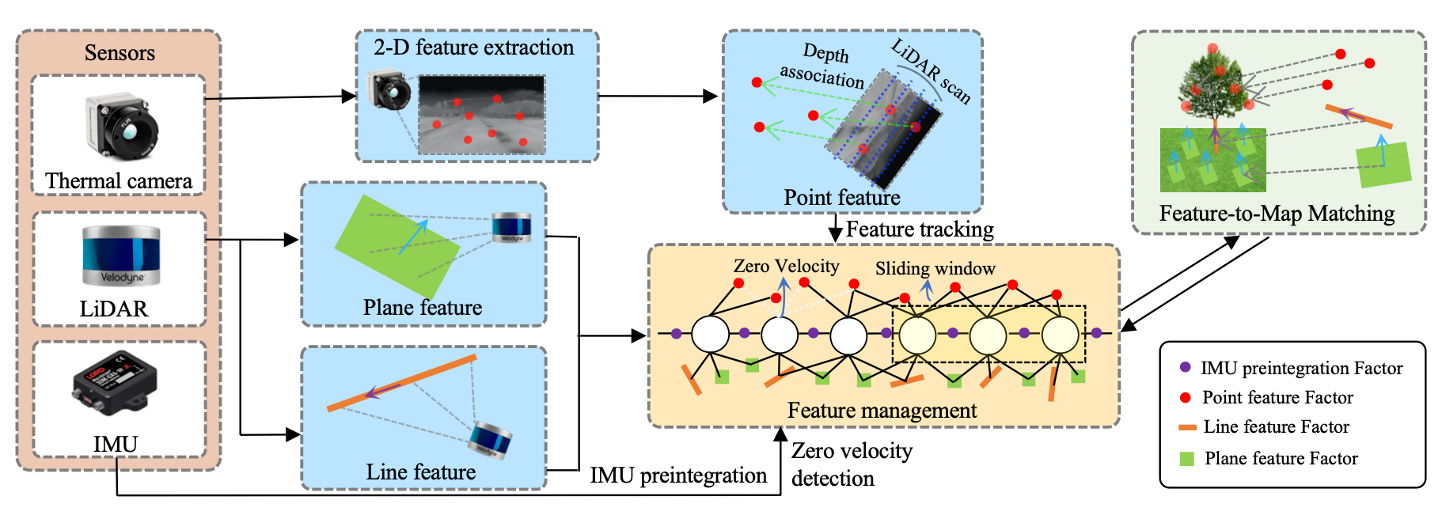 Sensors
Thermal camera
Velodyne
LiDAR
LORD
IMU
2-D feature extraction
Depth
association
LiDAR scan
Point feature
Velodyne
Plane feature
Velodyne
Line feature
Feature tracking
Zero Velocity
Sliding window
Feature management
IMU preintegration
Zero velocity
detection
Feature-to-Map Matching
IMU preintegration Factor
Point feature Factor
Line feature Factor
Plane feature Factor